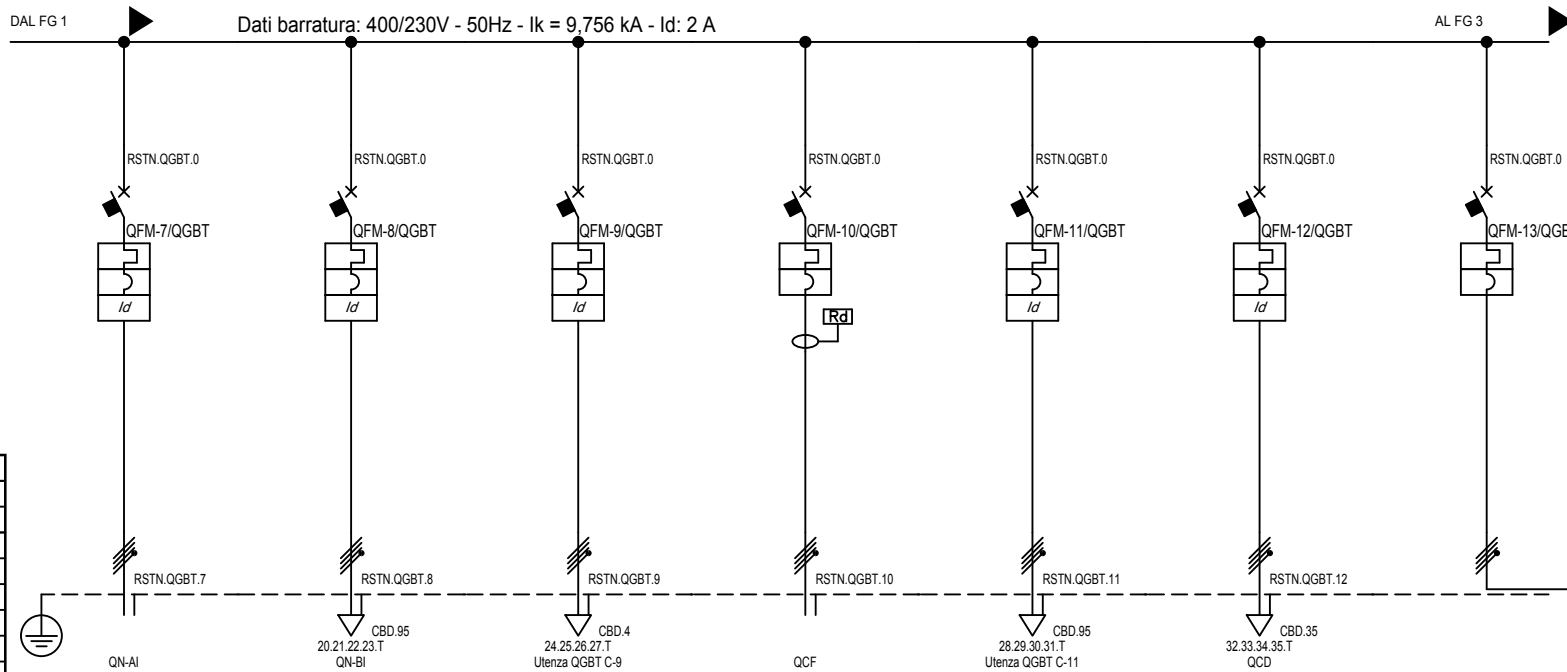 DAL FG 1
Dati barratura: 400/230V - 50Hz - Ik = 9,756 kA - Id: 2 A
AL FG 3
RSTN.QGBT.0 RSTN.QGBT.0 RSTN.QGBT.0 RSTN.QGBT.0 RSTN.QGBT.0 RSTN.QGBT.0 RSTN.QGBT.0
QFM-7/QGBT QFM-8/QGBT QFM-9/QGBT QFM-10/QGBT QFM-11/QGBT QFM-12/QGBT QFM-13/QGB
Id Id Id Id Id
Rd
RSTN.QGBT.7 RSTN.QGBT.8 RSTN.QGBT.9 RSTN.QGBT.10 RSTN.QGBT.11 RSTN.QGBT.12
CBD.95 CBD.4 CBD.95 CBD.35
20.21.22.23.T 24.25.26.27.T 28.29.30.31.T 32.33.34.35.T
QN-AI QN-BI Utenza QGBT C-9 QCF Utenza QGBT C-11 QCD